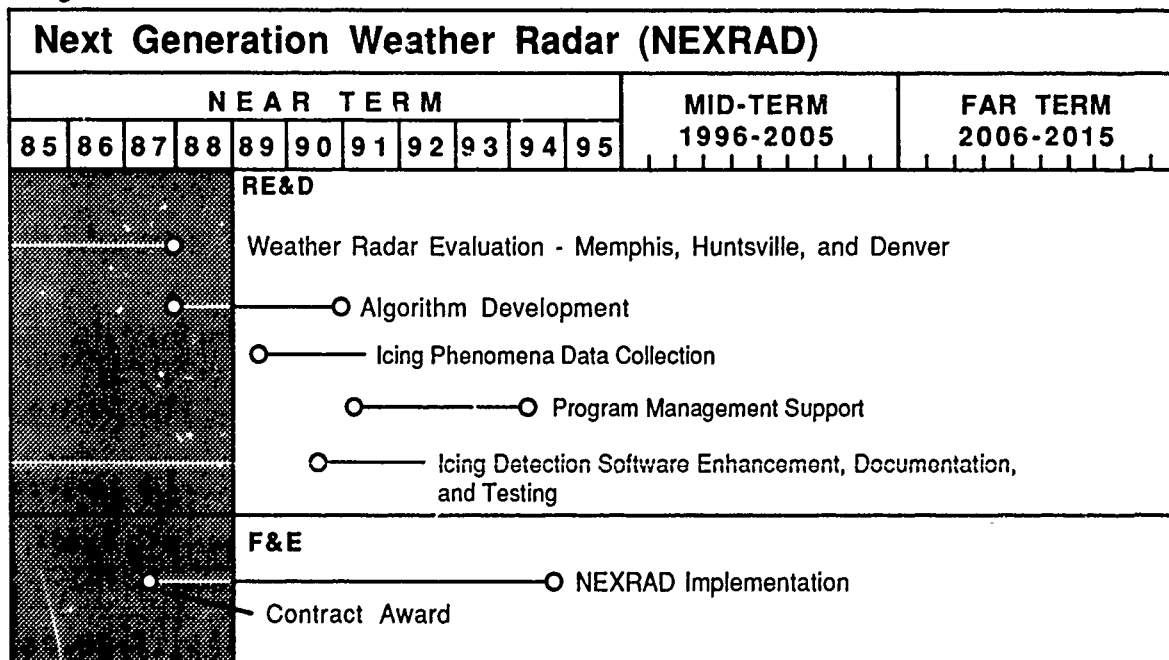 Next Generation Weather Radar (NEXRAD)
NEAR TERM
MID-TERM
1996-2005
FAR TERM
2006-2015
85 86 87 88 89 90 91 92 93 94 95
RE&D
Weather Radar Evaluation - Memphis, Huntsville, and Denver
Algorithm Development
Icing Phenomena Data Collection
Program Management Support
Icing Detection Software Enhancement, Documentation,
and Testing
F&E
NEXRAD Implementation
Contract Award